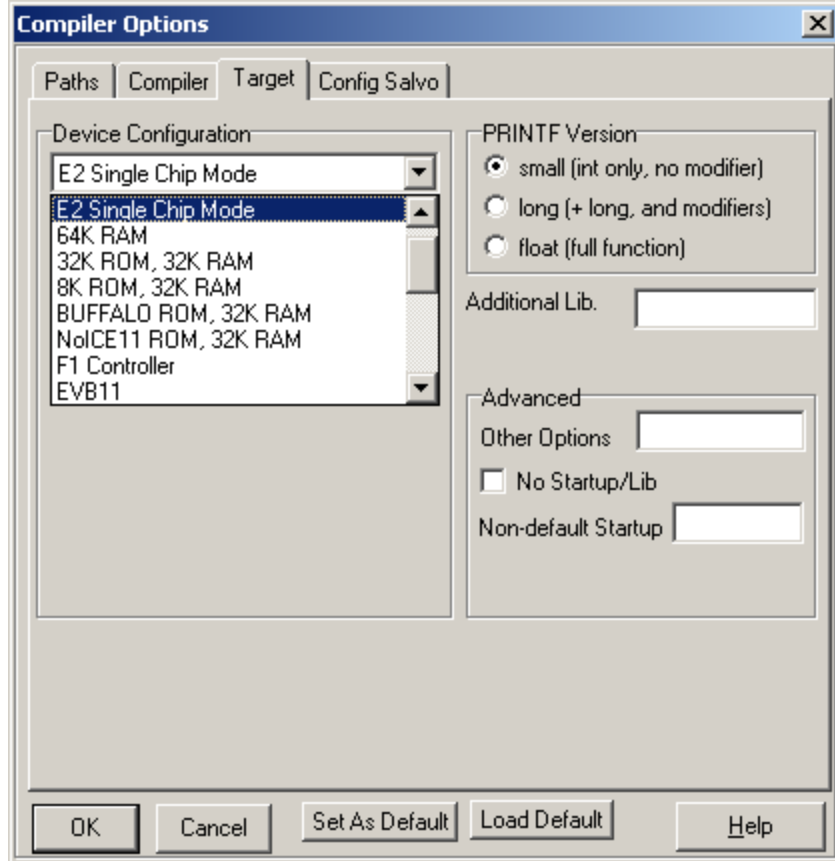 Compiler Options
Paths Compiler Target Config Salvo
Device Configuration
E2 Single Chip Mode
E2 Single Chip Mode
64K RAM
32K ROM, 32K RAM
8K ROM, 32K RAM
BUFFALO ROM, 32K RAM
NoICE11 ROM, 32K RAM
F1 Controller
EVB11
PRINTF Version
small (int only, no modifier)
long (+ long, and modifiers)
float (full function)
Additional Lib.
Advanced
Other Options
No Startup/Lib
Non-default Startup
OK Cancel Set As Default Load Default Help